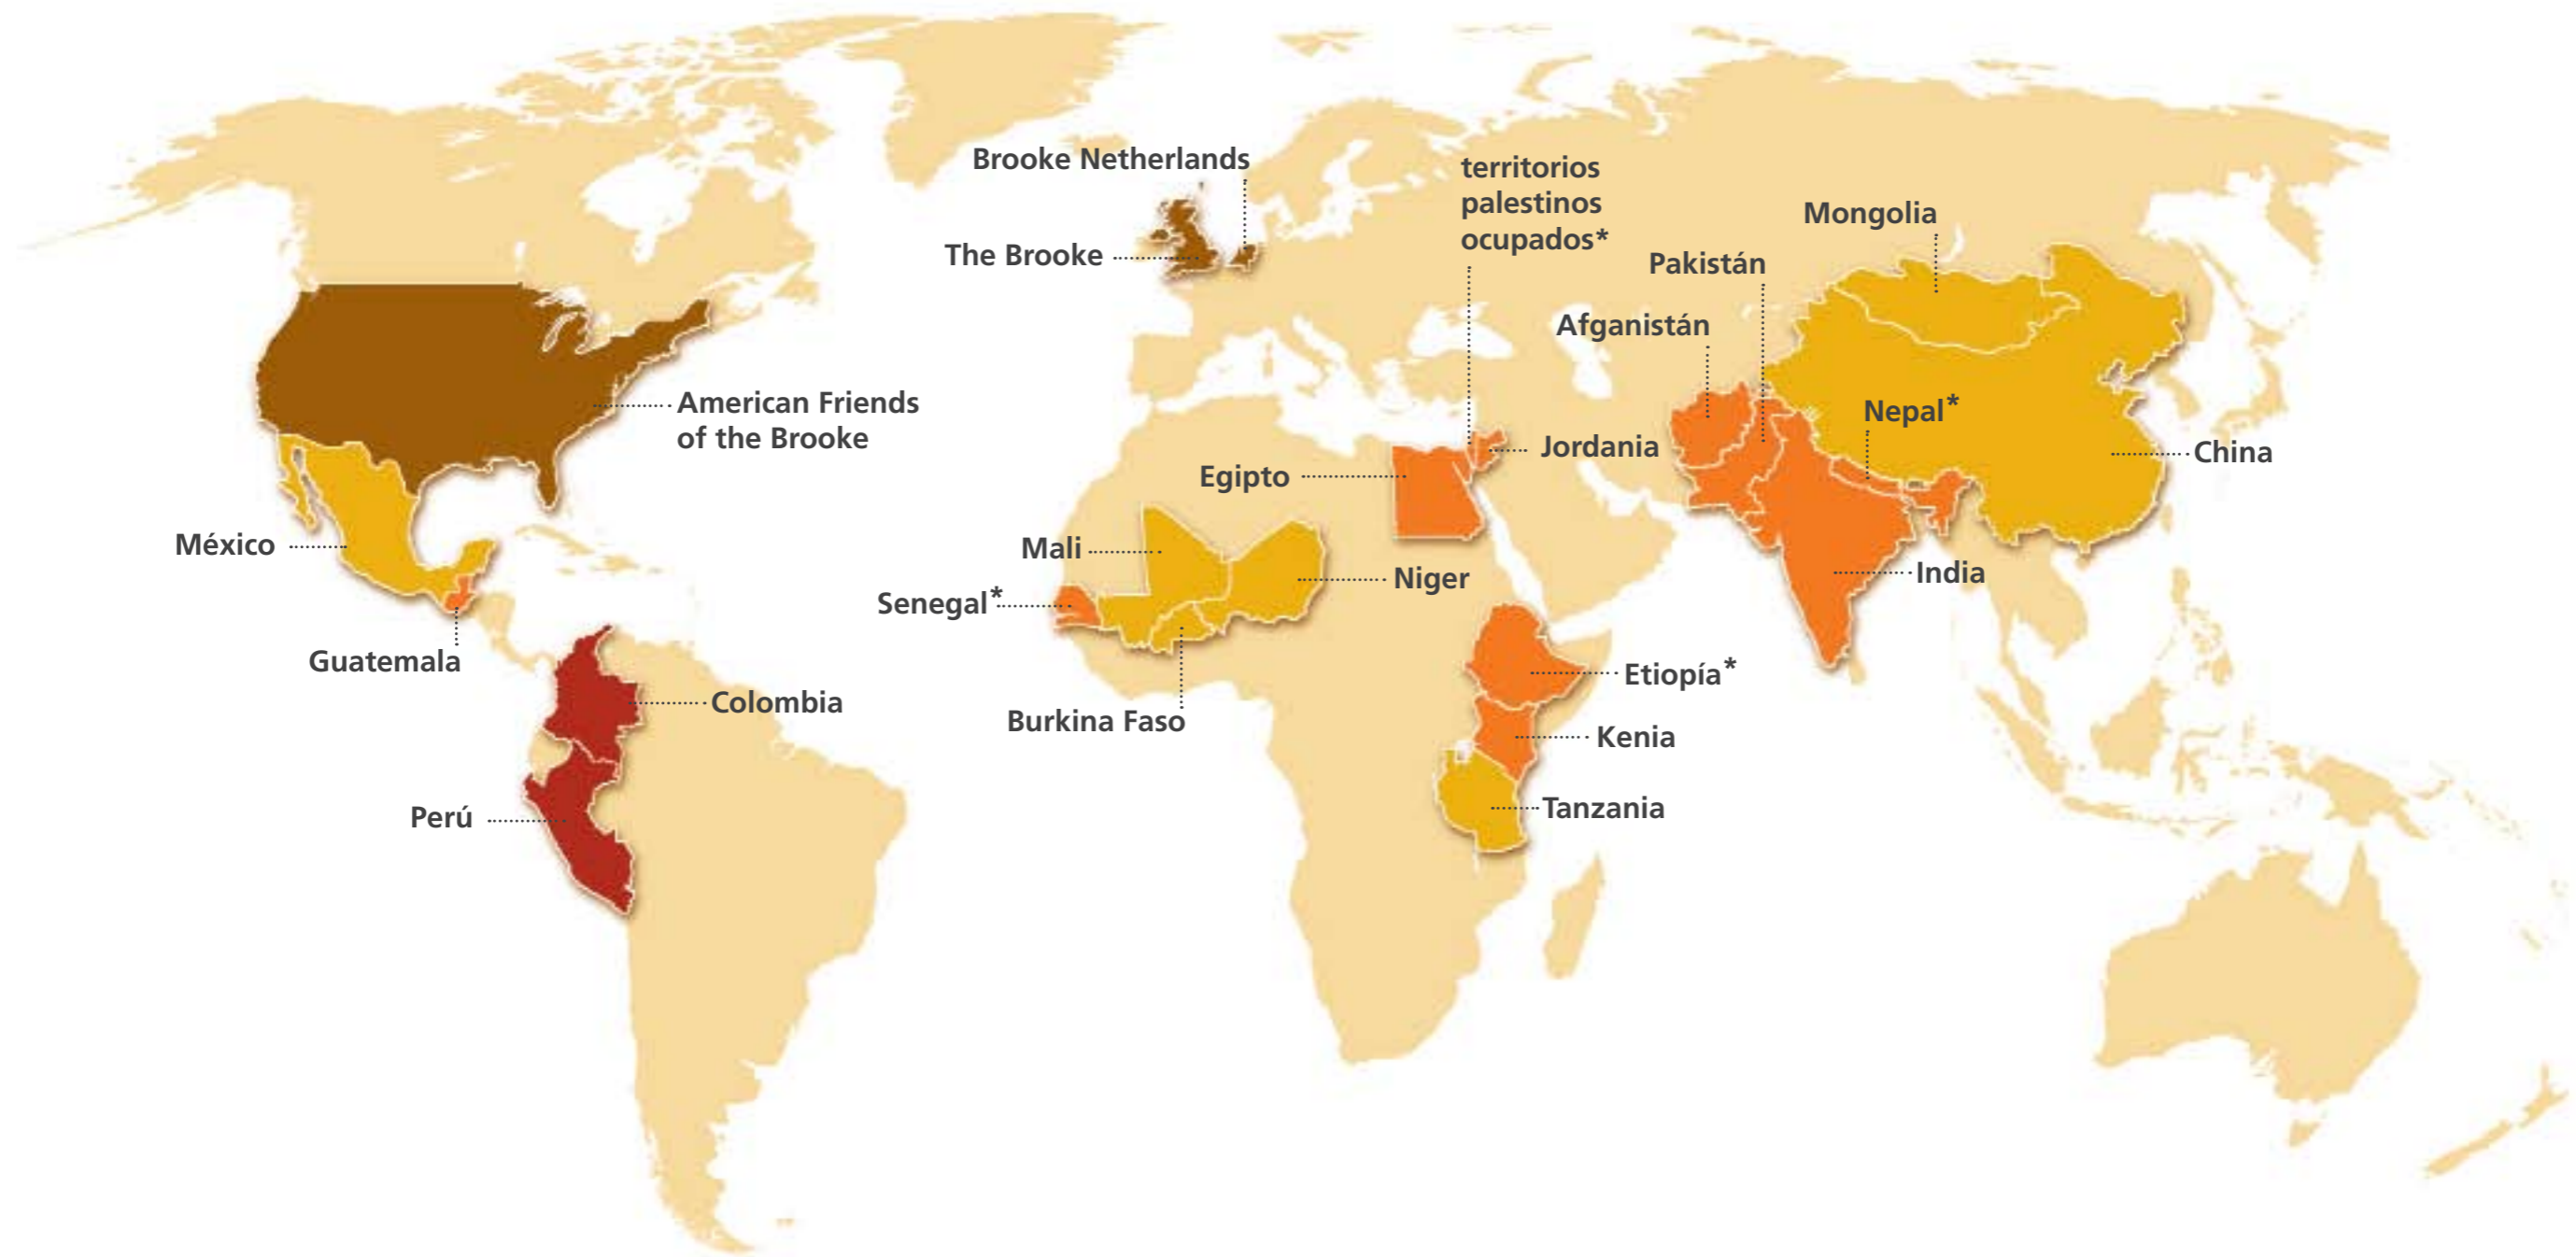 Brooke Netherlands
The Brooke
territorios
palestinos
ocupados*
Mongolia
Pakistán
Afganistán
American Friends
of the Brooke
Nepal*
China
Jordania
Egipto
México
Mali
Niger
India
Senegal*
Guatemala
Etiopía*
Colombia
Burkina Faso
Kenia
Perú
Tanzania